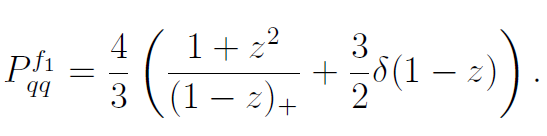 $P_{qq}^{f_1} = \frac{4}{3} \left( \frac{1+z^2}{(1-z)_+} + \frac{3}{2} \delta(1-z) \right).$